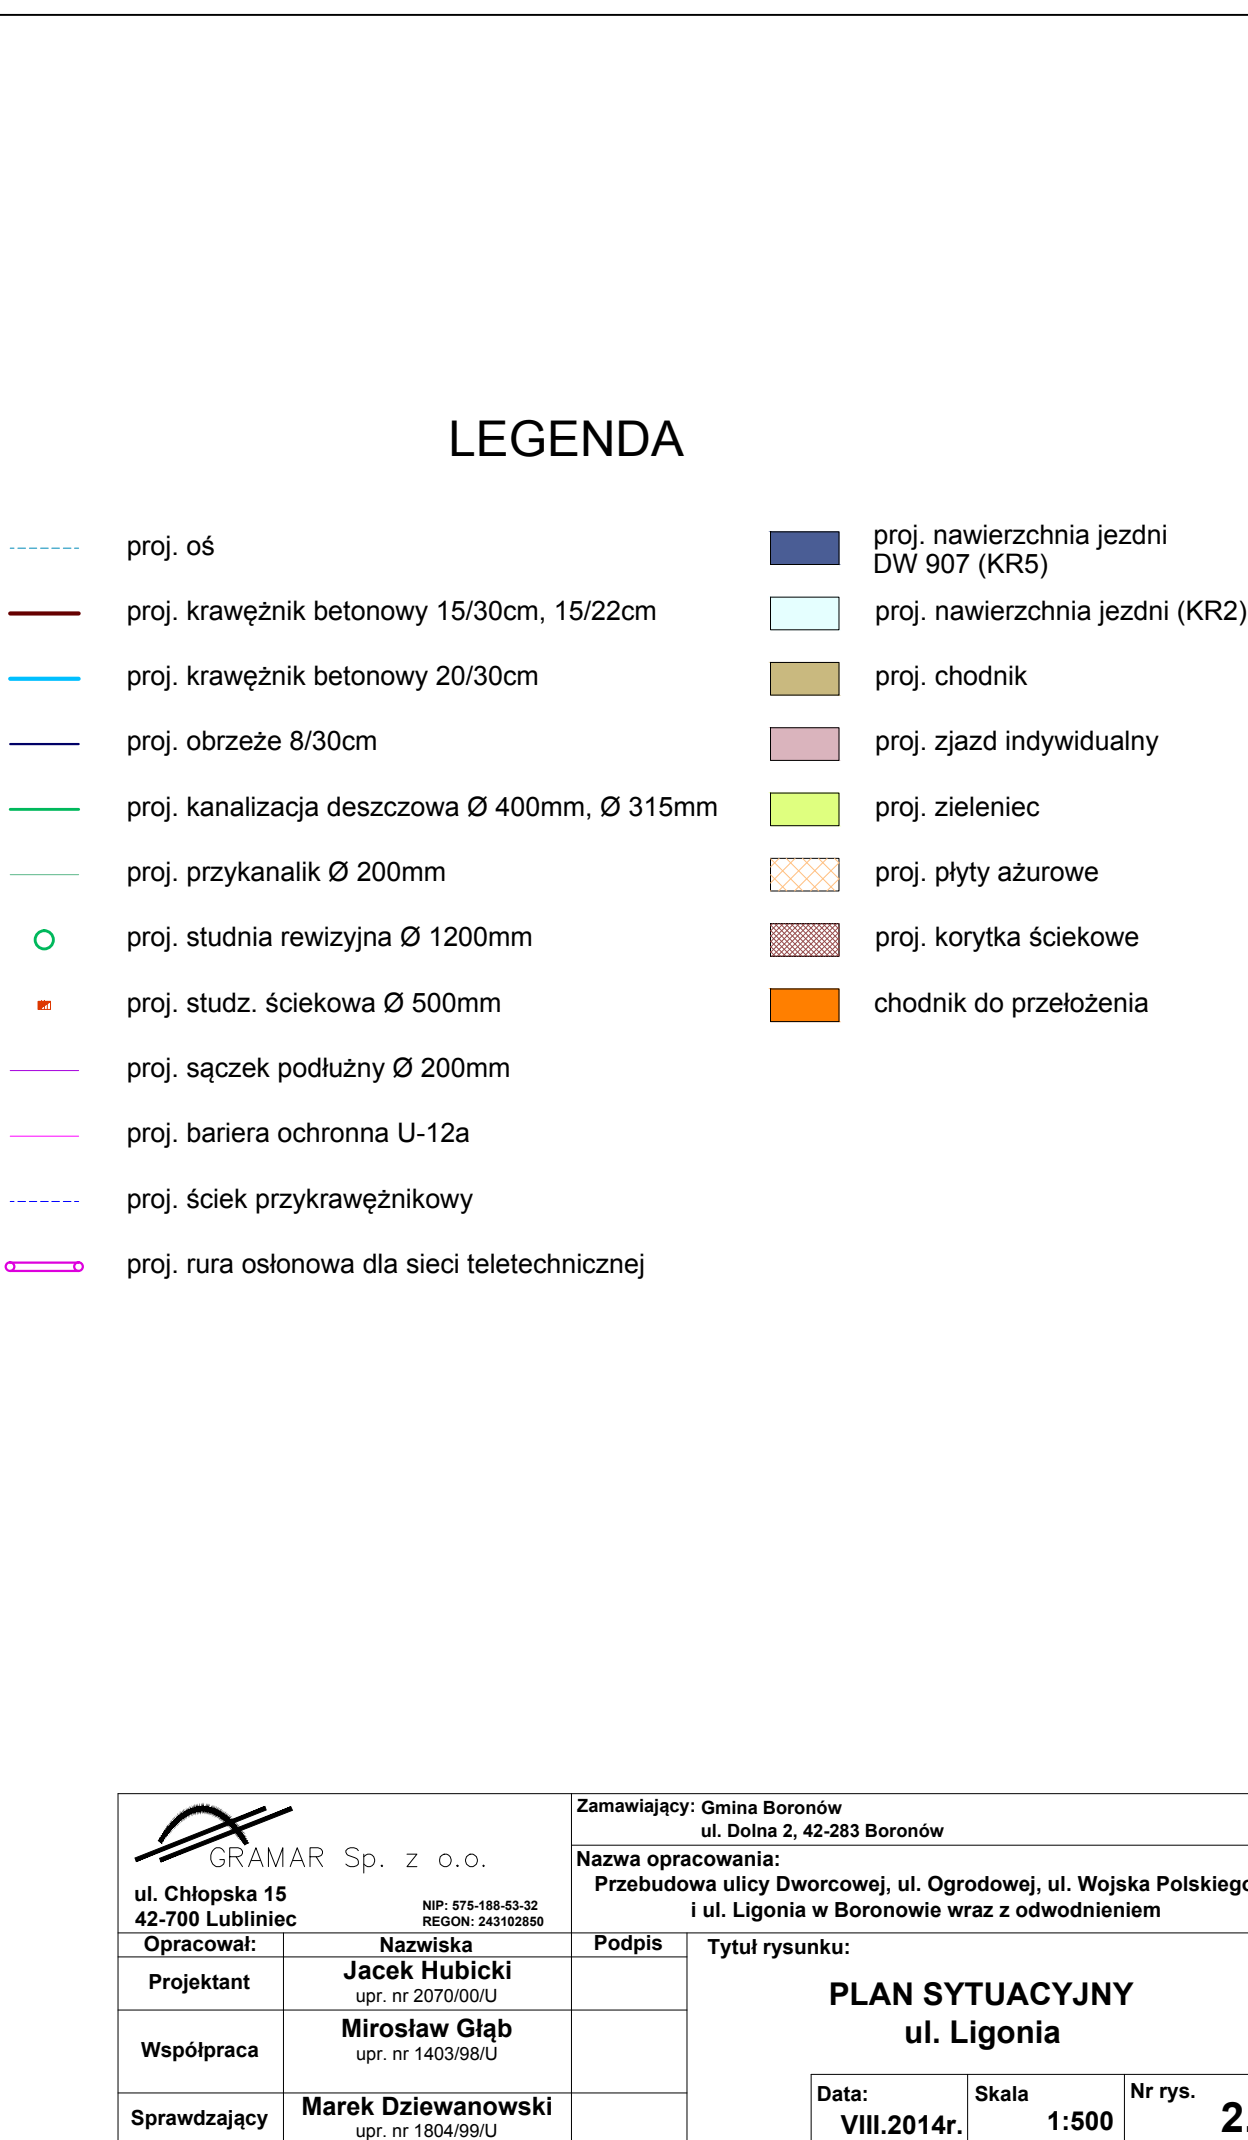 LEGENDA
proj. oś
proj. krawężnik betonowy 15/30cm, 15/22cm
proj. krawężnik betonowy 20/30cm
proj. obrzeże 8/30cm
proj. kanalizacja deszczowa Ø 400mm, Ø 315mm
proj. przykanalik Ø 200mm
proj. studnia rewizyjna Ø 1200mm
proj. studz. ściekowa Ø 500mm
proj. sączek podłużny Ø 200mm
proj. bariera ochronna U-12a
proj. ściek przykrawężnikowy
proj. rura osłonowa dla sieci teletechnicznej
proj. nawierzchnia jezdni
DW 907 (KR5)
proj. nawierzchnia jezdni (KR2)
proj. chodnik
proj. zjazd indywidualny
proj. zieleniec
proj. płyty ażurowe
proj. korytka ściekowe
chodnik do przełożenia
GRAMAR Sp. z o.o.
ul. Chłopska 15
42-700 Lubliniec
NIP: 575-188-53-32
REGON: 243102850
Zamawiający: Gmina Boronów
ul. Dolna 2, 42-283 Boronów
Nazwa opracowania:
Przebudowa ulicy Dworcowej, ul. Ogrodowej, ul. Wojska Polskiego
i ul. Ligonia w Boronowie wraz z odwodnieniem
Opracował: Nazwiska Podpis
Projektant Jacek Hubicki
upr. nr 2070/00/U
Współpraca Mirosław Głąb
upr. nr 1403/98/U
Sprawdzający Marek Dziewanowski
upr. nr 1804/99/U
Tytuł rysunku:
PLAN SYTUACYJNY
ul. Ligonia
Data: VIII.2014r.
Skala 1:500
Nr rys. 2.